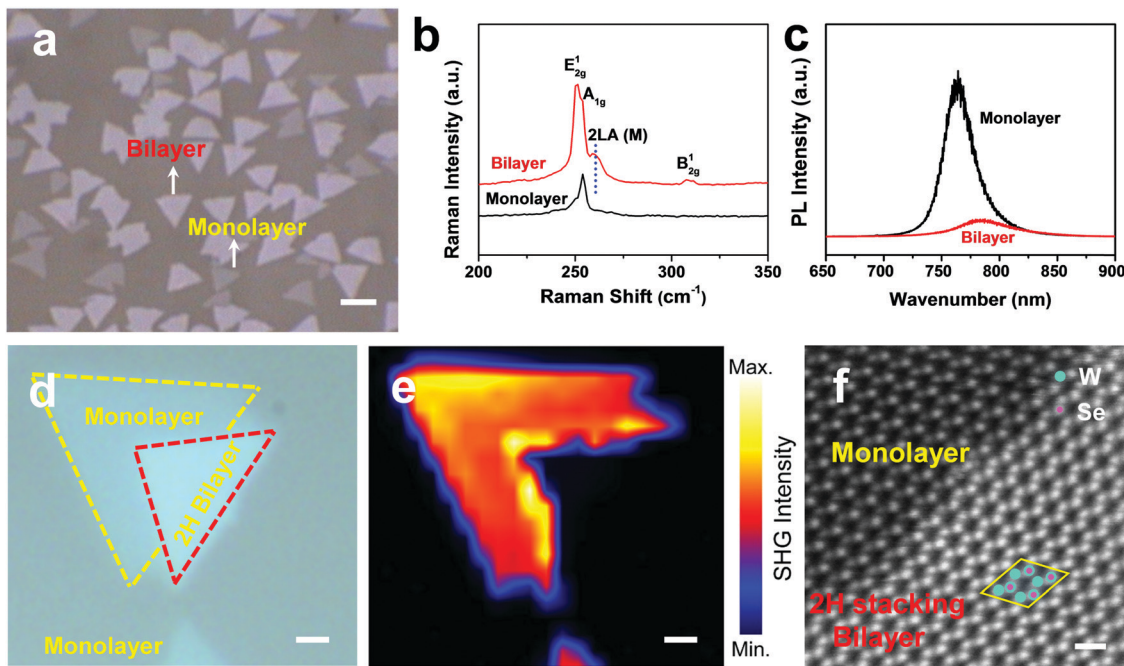 a
Bilayer
Monolayer
b
Raman Intensity (a.u.)
E¹₂g
A₁g
2LA (M)
B¹₂g
Bilayer
Monolayer
200 250 300 350
Raman Shift (cm⁻¹)
c
PL Intensity (a.u.)
Monolayer
Bilayer
650 700 750 800 850 900
Wavenumber (nm)
d
Monolayer
2H Bilayer
Monolayer
e
Max.
SHG Intensity
Min.
f
W
Se
Monolayer
2H stacking
Bilayer